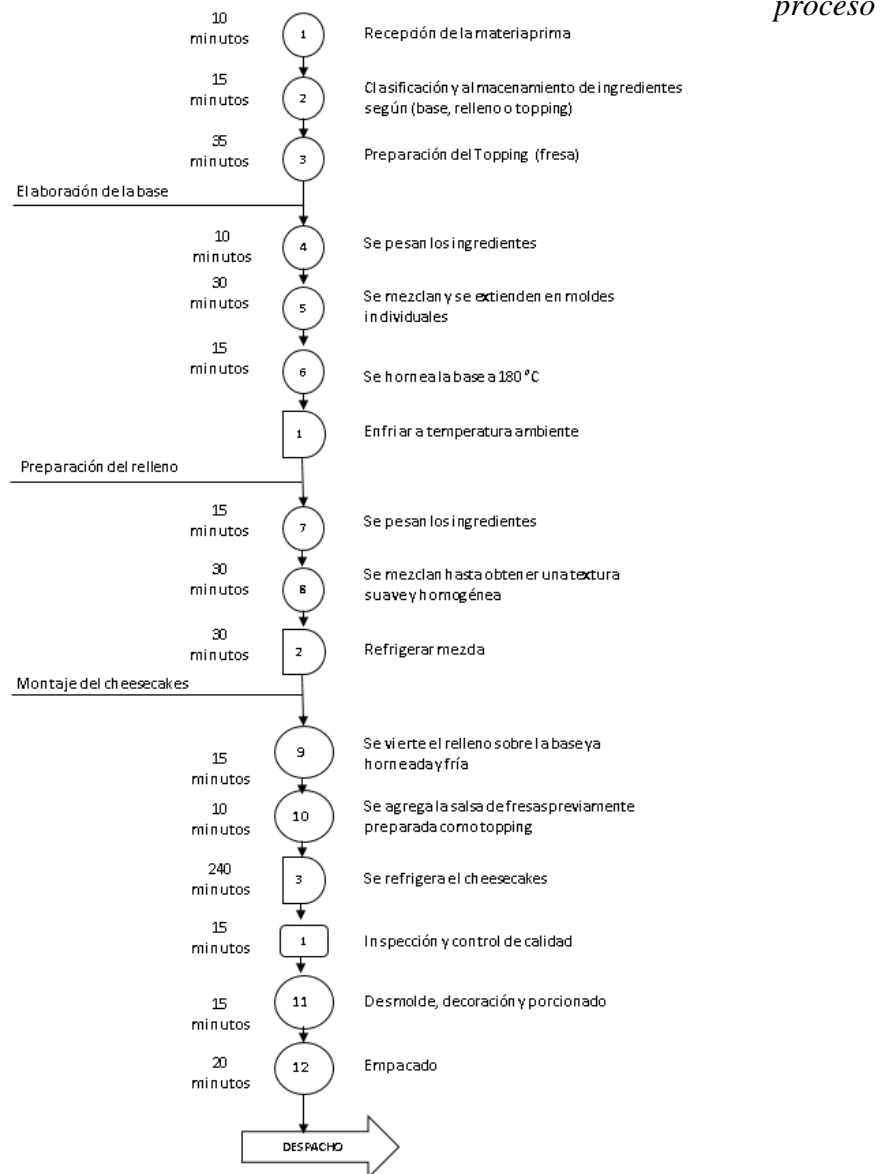 proceso
10
minutos
1
Recepción de la materia prima
15
minutos
2
Clasificación y almacenamiento de ingredientes
según (base, relleno o topping)
35
minutos
3
Preparación del Topping (fresa)
Elaboración de la base
10
minutos
4
Se pesan los ingredientes
30
minutos
5
Se mezclan y se extienden en moldes
individuales
15
minutos
6
Se hornea la base a 180 °C
1
Enfriar a temperatura ambiente
Preparación del relleno
15
minutos
7
Se pesan los ingredientes
30
minutos
8
Se mezclan hasta obtener una textura
suave y homogénea
30
minutos
2
Refrigerar mezcla
Montaje del cheesecakes
15
minutos
9
Se vierte el relleno sobre la base ya
horneada y fría
10
minutos
10
Se agrega la salsa de fresas previamente
preparada como topping
240
minutos
3
Se refrigera el cheesecakes
15
minutos
1
Inspección y control de calidad
15
minutos
11
Desmolde, decoración y porcionado
20
minutos
12
Empacado
DESPACHO